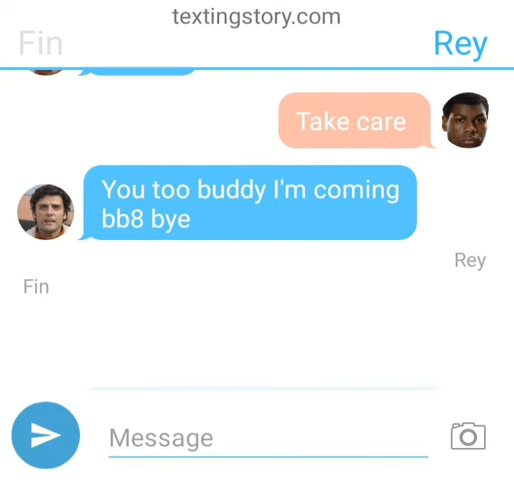 textingstory.com
Fin
Rey
Take care
You too buddy I'm coming
bb8 bye
Rey
Fin
Message